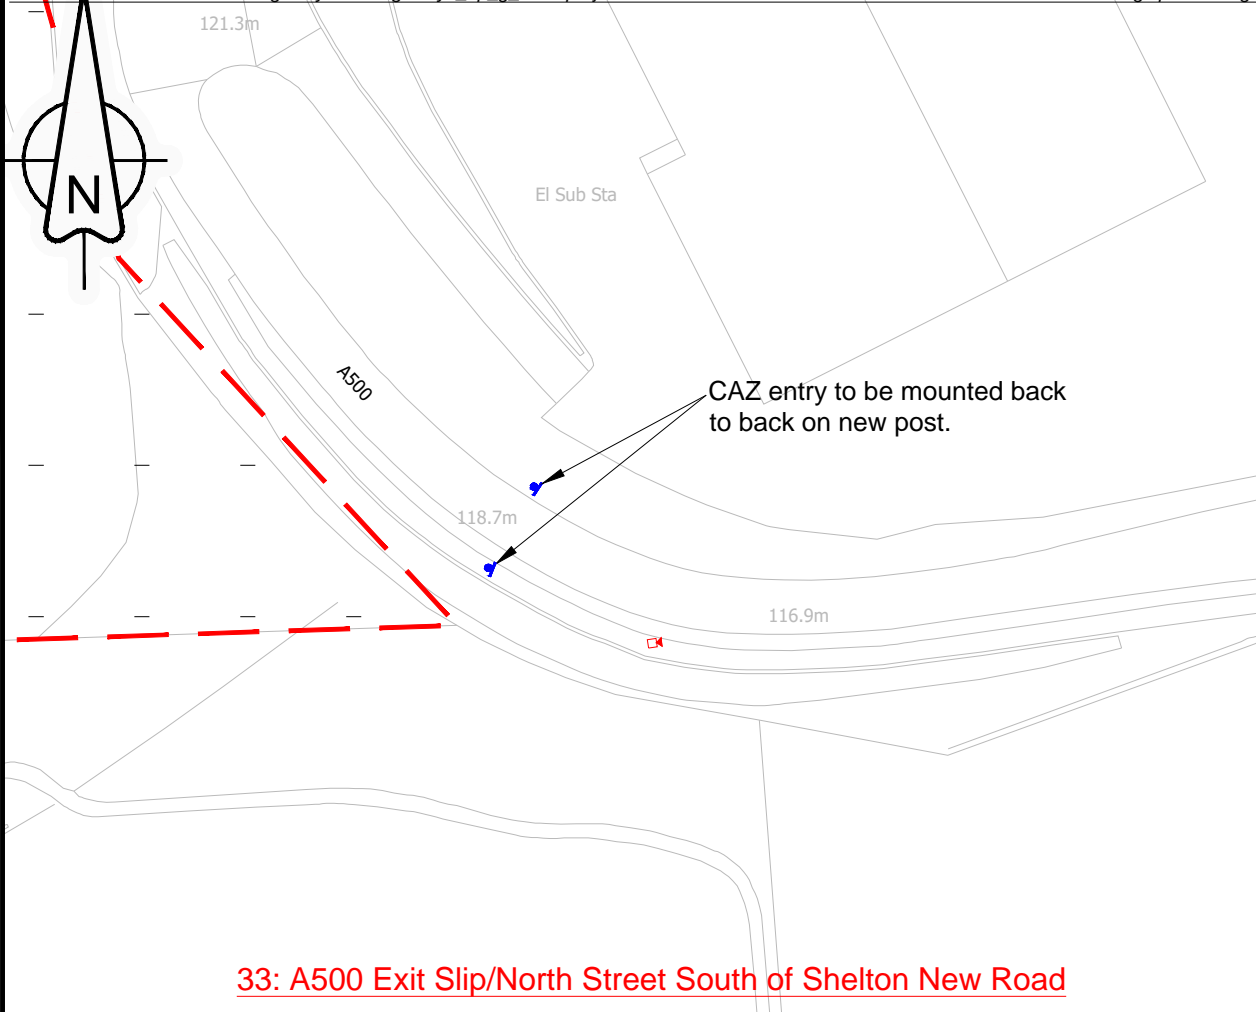 121.3m
N
El Sub Sta
A500
CAZ entry to be mounted back
to back on new post.
118.7m
116.9m
33: A500 Exit Slip/North Street South of Shelton New Road